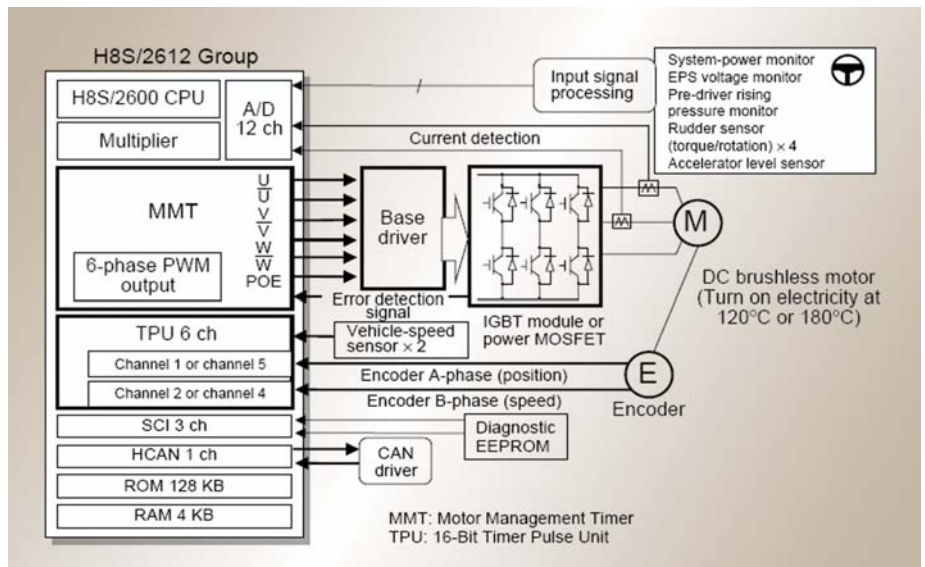 H8S/2612 Group
H8S/2600 CPU
Multiplier
A/D
12 ch
Input signal
processing
System-power monitor
EPS voltage monitor
Pre-driver rising
pressure monitor
Rudder sensor
(torque/rotation) × 4
Accelerator level sensor
Current detection
MMT
6-phase PWM
output
U
U
V
V
W
W
POE
Base
driver
IGBT module or
power MOSFET
M
DC brushless motor
(Turn on electricity at
120°C or 180°C)
Error detection
signal
TPU 6 ch
Channel 1 or channel 5
Channel 2 or channel 4
Vehicle-speed
sensor × 2
Encoder A-phase (position)
Encoder B-phase (speed)
E
Encoder
SCI 3 ch
HCAN 1 ch
ROM 128 KB
RAM 4 KB
Diagnostic
EEPROM
CAN
driver
MMT: Motor Management Timer
TPU: 16-Bit Timer Pulse Unit